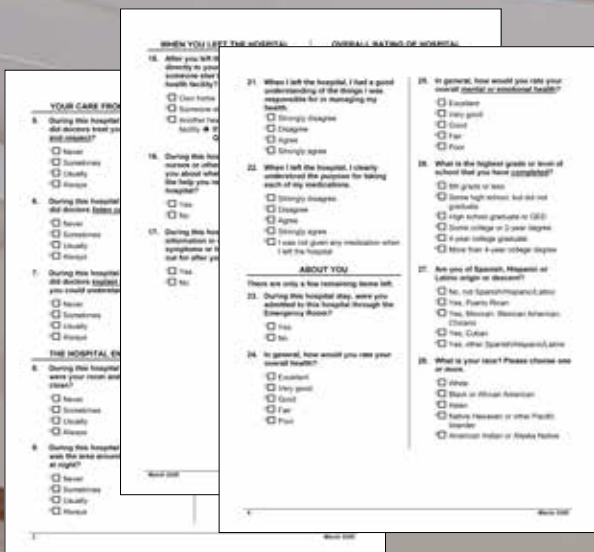 YOUR CARE FROM
5. During this hospital
did doctors treat you
and respect?
Never
Sometimes
Usually
Always
6. During this hospital
did doctors listen
Never
Sometimes
Usually
Always
7. During this hospital
did doctors explain
you could understand
Never
Sometimes
Usually
Always
THE HOSPITAL
8. During this hospital
were your room and
clean?
Never
Sometimes
Usually
Always
9. During this hospital
was the area around
at night?
Never
Sometimes
Usually
Always
WHEN YOU LEFT THE HOSPITAL
OVERALL RATING OF HOSPITAL
After you left
directly to your
someone else
health facility?
Own home
Someone
Another
facility
During this
nurses or
you about
the help you
hospital?
Yes
No
17. During this
information in
symptoms or
out for after
Yes
No
21. When I left the hospital, I had a good
understanding of the things I was
responsible for in managing my
health.
Strongly disagree
Disagree
Agree
Strongly agree
22. When I left the hospital, I clearly
understood the purpose for taking
each of my medications.
Strongly disagree
Disagree
Agree
Strongly agree
I was not given any medication when
I left the hospital
ABOUT YOU
There are only a few remaining items left.
23. During this hospital stay, were you
admitted to this hospital through the
Emergency Room?
Yes
No
24. In general, how would you rate your
overall health?
Excellent
Very good
Good
Fair
Poor
25. In general, how would you rate your
overall mental or emotional health?
Excellent
Very good
Good
Fair
Poor
26. What is the highest grade or level of
school that you have completed?
8th grade or less
Some high school, but did not
graduate
High school graduate or GED
Some college or 2-year degree
4-year college graduate
More than 4-year college degree
27. Are you of Spanish, Hispanic or
Latino origin or descent?
No, not Spanish/Hispanic/Latino
Yes, Puerto Rican
Yes, Mexican, Mexican American,
Chicano
Yes, Cuban
Yes, other Spanish/Hispanic/Latino
28. What is your race? Please choose one
or more.
White
Black or African American
Asian
Native Hawaiian or other Pacific
Islander
American Indian or Alaska Native